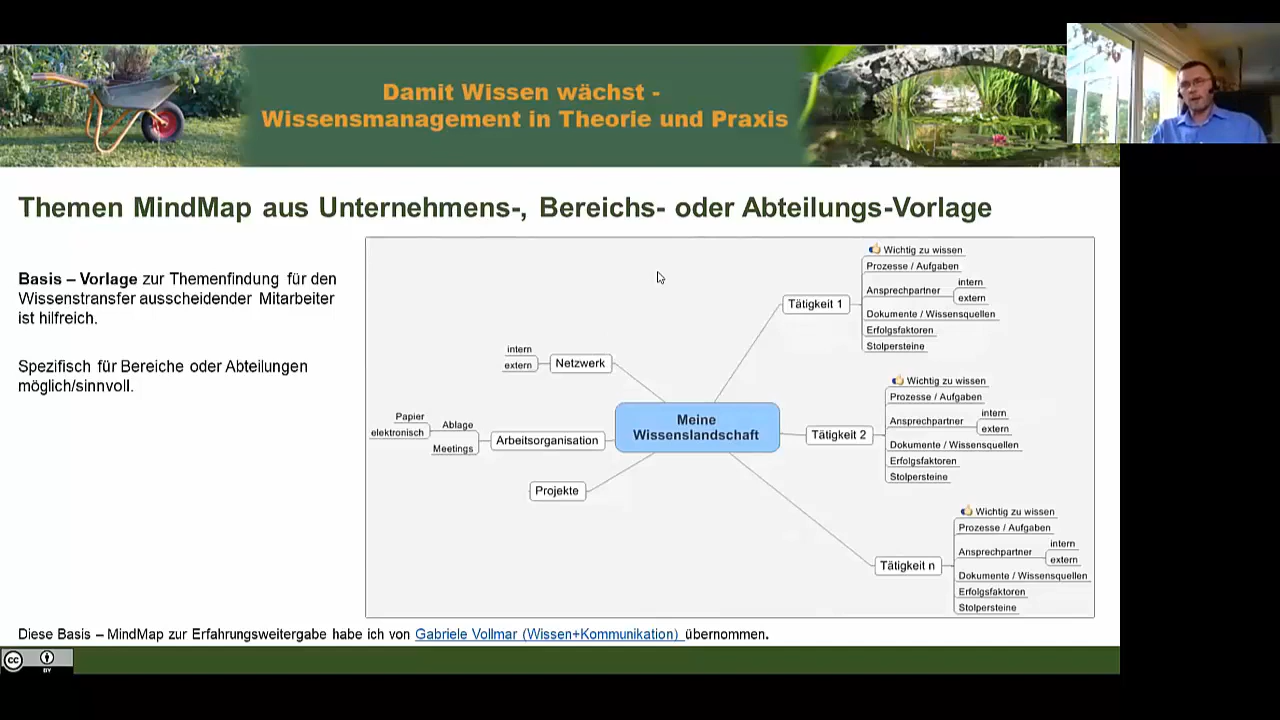 Damit Wissen wächst -
Wissensmanagement in Theorie und Praxis
Themen MindMap aus Unternehmens-, Bereichs- oder Abteilungs-Vorlage
Basis – Vorlage zur Themenfindung für den
Wissenstransfer ausscheidender Mitarbeiter
ist hilfreich.
Spezifisch für Bereiche oder Abteilungen
möglich/sinnvoll.
Meine
Wissenslandschaft
Netzwerk
intern
extern
Arbeitsorganisation
Ablage
Papier
elektronisch
Meetings
Projekte
Tätigkeit 1
Wichtig zu wissen
Prozesse / Aufgaben
Ansprechpartner
intern
extern
Dokumente / Wissensquellen
Erfolgsfaktoren
Stolpersteine
Tätigkeit 2
Wichtig zu wissen
Prozesse / Aufgaben
Ansprechpartner
intern
extern
Dokumente / Wissensquellen
Erfolgsfaktoren
Stolpersteine
Tätigkeit n
Wichtig zu wissen
Prozesse / Aufgaben
Ansprechpartner
intern
extern
Dokumente / Wissensquellen
Erfolgsfaktoren
Stolpersteine
Diese Basis – MindMap zur Erfahrungsweitergabe habe ich von Gabriele Vollmar (Wissen+Kommunikation) übernommen.
cc
BY